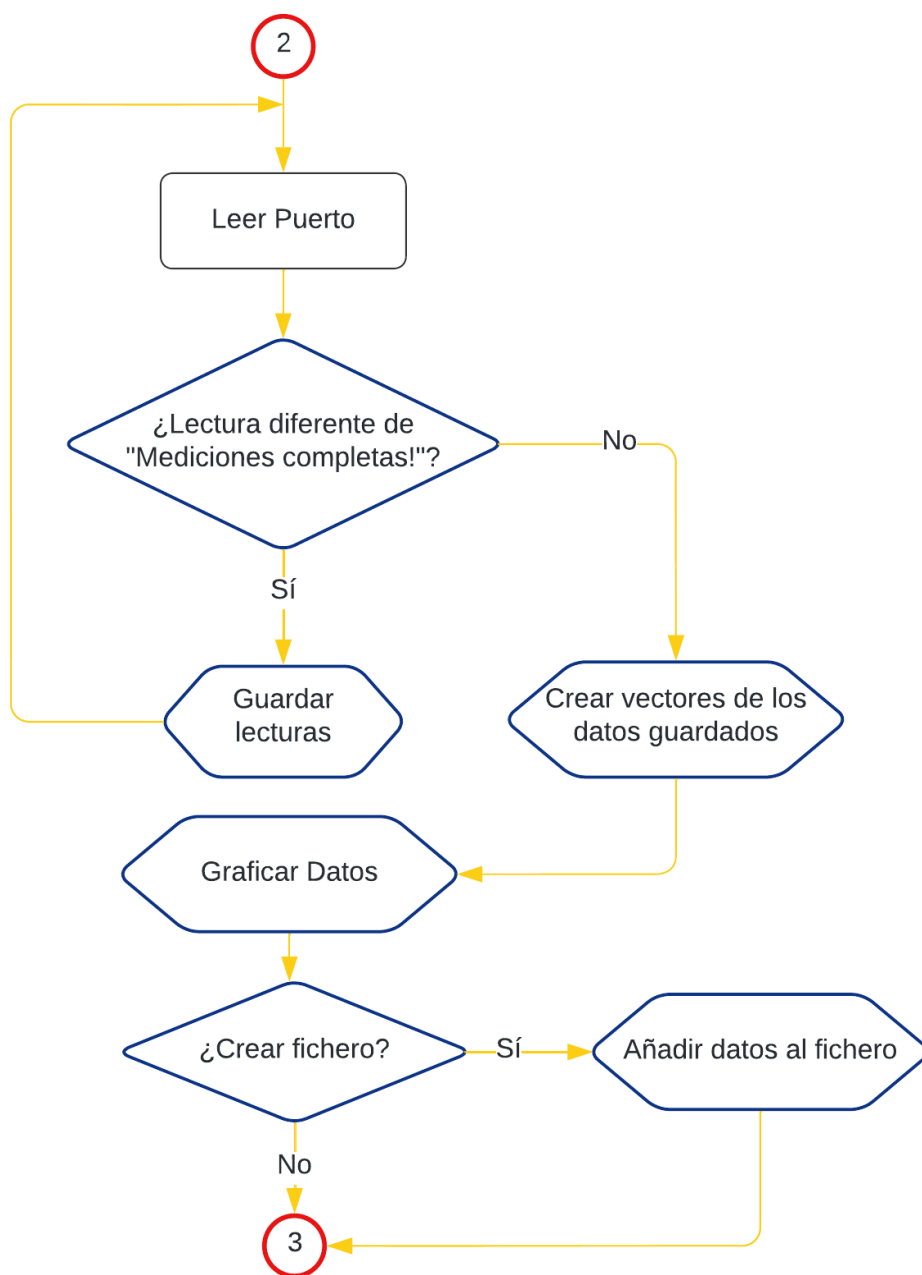 2
Leer Puerto
¿Lectura diferente de
"Mediciones completas!"?
No
Sí
Guardar
lecturas
Crear vectores de los
datos guardados
Graficar Datos
¿Crear fichero?
Sí
Añadir datos al fichero
No
3